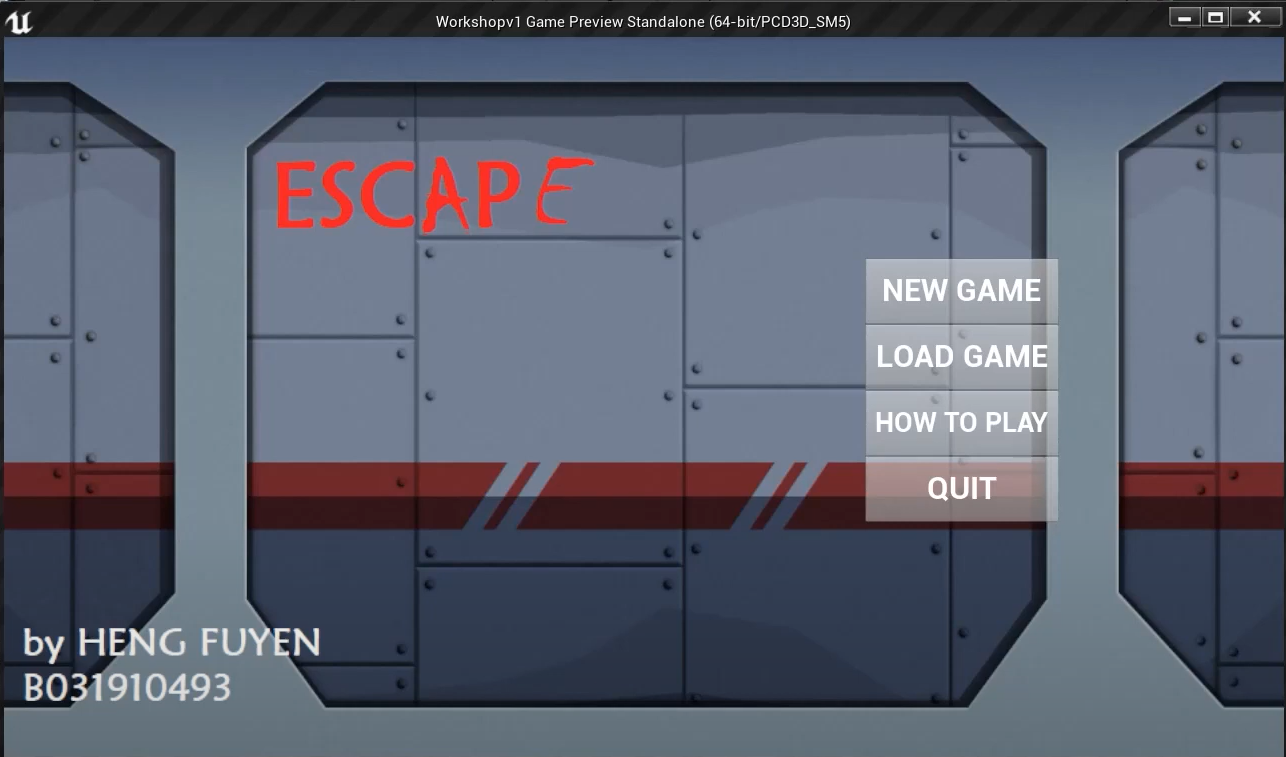 Workshopv1 Game Preview Standalone (64-bit/PCD3D_SM5)
ESCAPE
NEW GAME
LOAD GAME
HOW TO PLAY
QUIT
by HENG FUYEN
B031910493